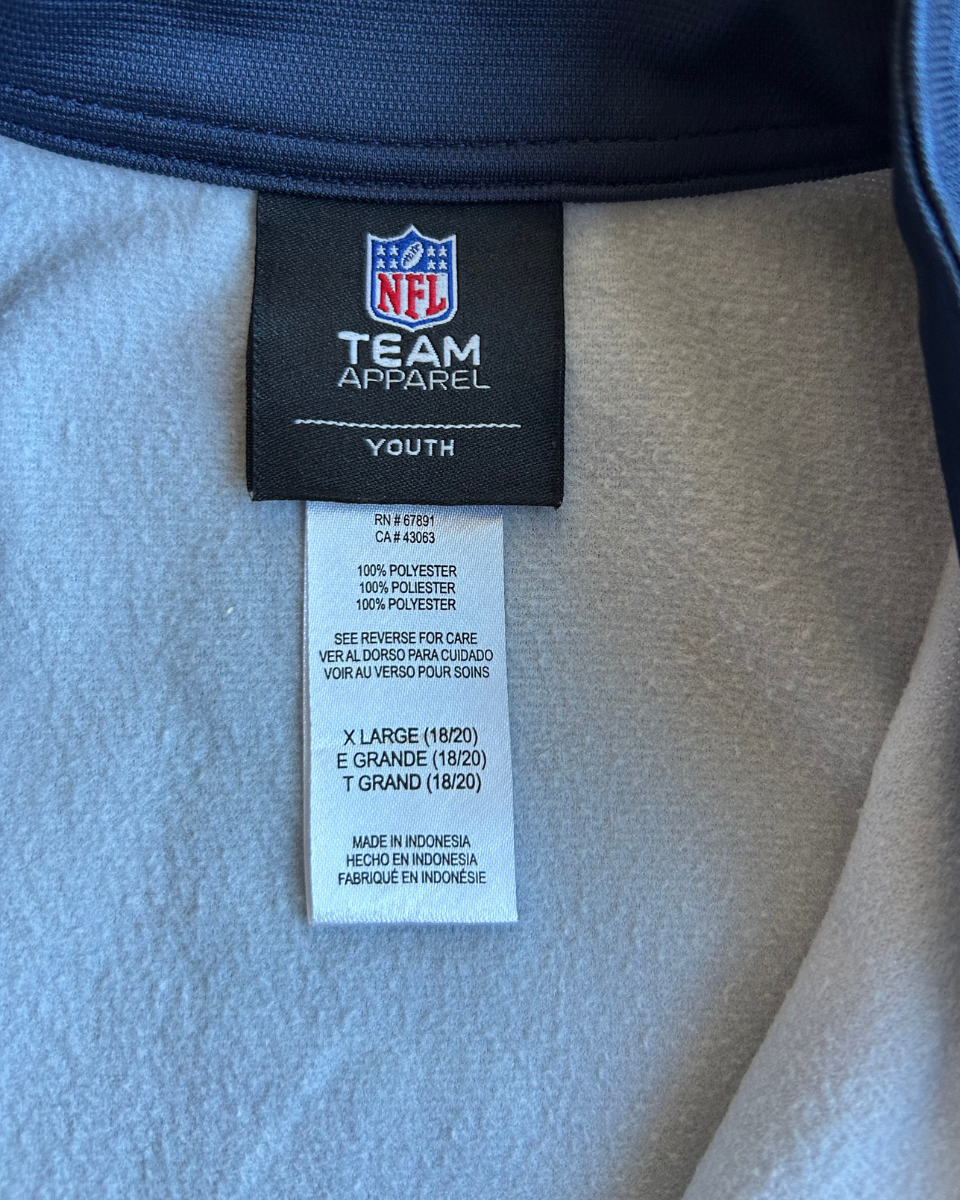 NFL
TEAM
APPAREL
YOUTH
RN # 67891
CA # 43063
100% POLYESTER
100% POLIESTER
100% POLYESTER
SEE REVERSE FOR CARE
VER AL DORSO PARA CUIDADO
VOIR AU VERSO POUR SOINS
X LARGE (18/20)
E GRANDE (18/20)
T GRAND (18/20)
MADE IN INDONESIA
HECHO EN INDONESIA
FABRIQUÉ EN INDONÉSIE